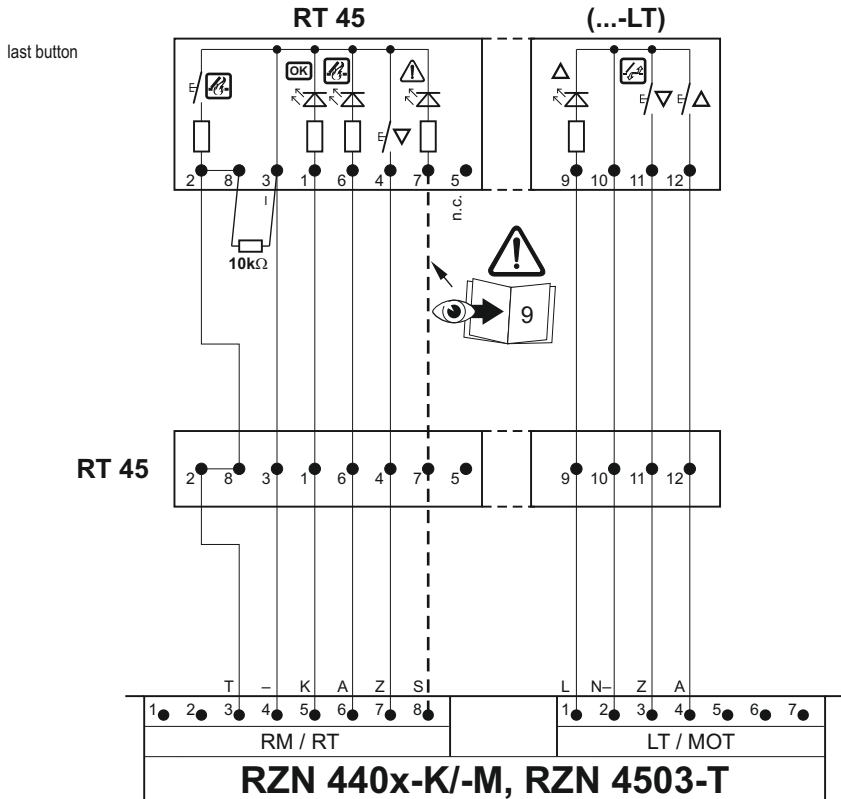 RT 45 (...-LT)
last button
OK
E E E E
2 8 3 1 6 4 7 5 9 10 11 12
–
n.c.
10kΩ
9
RT 45
2 8 3 1 6 4 7 5 9 10 11 12
T – K A Z S L N– Z A
1 2 3 4 5 6 7 8 1 2 3 4 5 6 7
RM / RT LT / MOT
RZN 440x-K/-M, RZN 4503-T